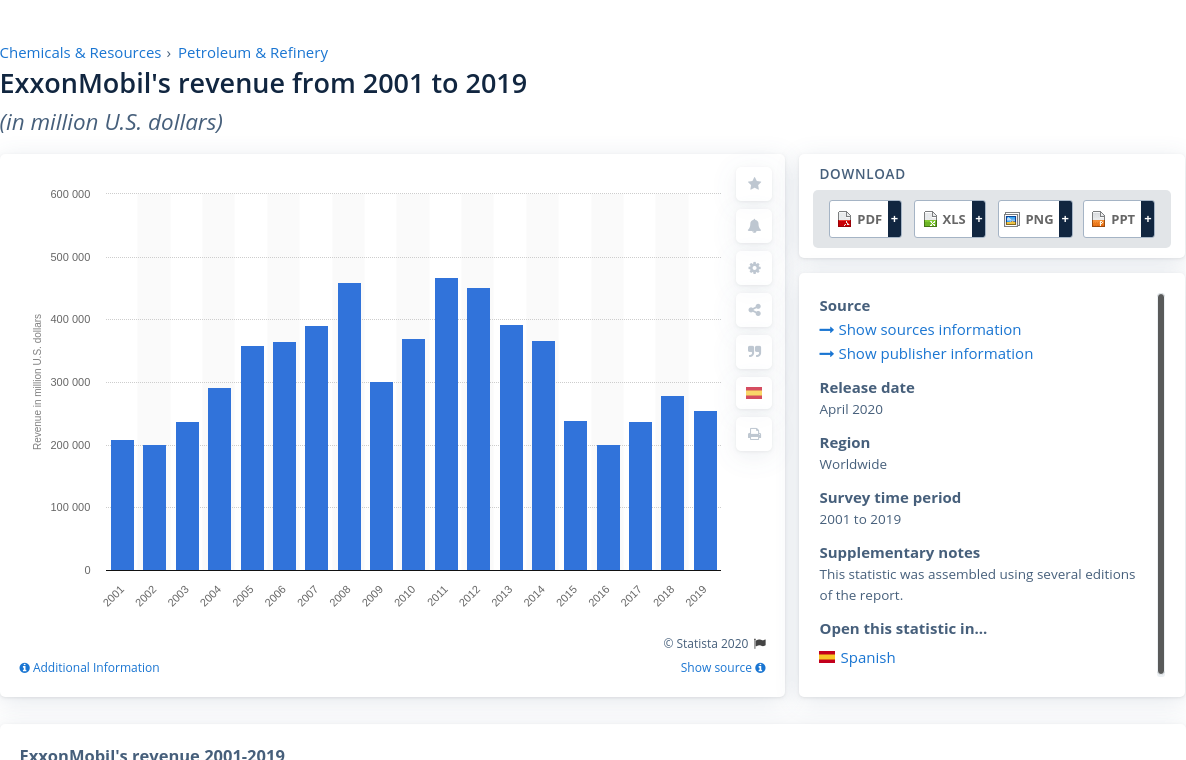 Chemicals & Resources › Petroleum & Refinery
ExxonMobil's revenue from 2001 to 2019
(in million U.S. dollars)
600 000
500 000
400 000
300 000
200 000
100 000
0
Revenue in million U.S. dollars
2001
2002
2003
2004
2005
2006
2007
2008
2009
2010
2011
2012
2013
2014
2015
2016
2017
2018
2019
© Statista 2020
Additional Information
Show source
DOWNLOAD
PDF + XLS + PNG + PPT +
Source
Show sources information
Show publisher information
Release date
April 2020
Region
Worldwide
Survey time period
2001 to 2019
Supplementary notes
This statistic was assembled using several editions
of the report.
Open this statistic in...
Spanish
ExxonMobil's revenue 2001-2019